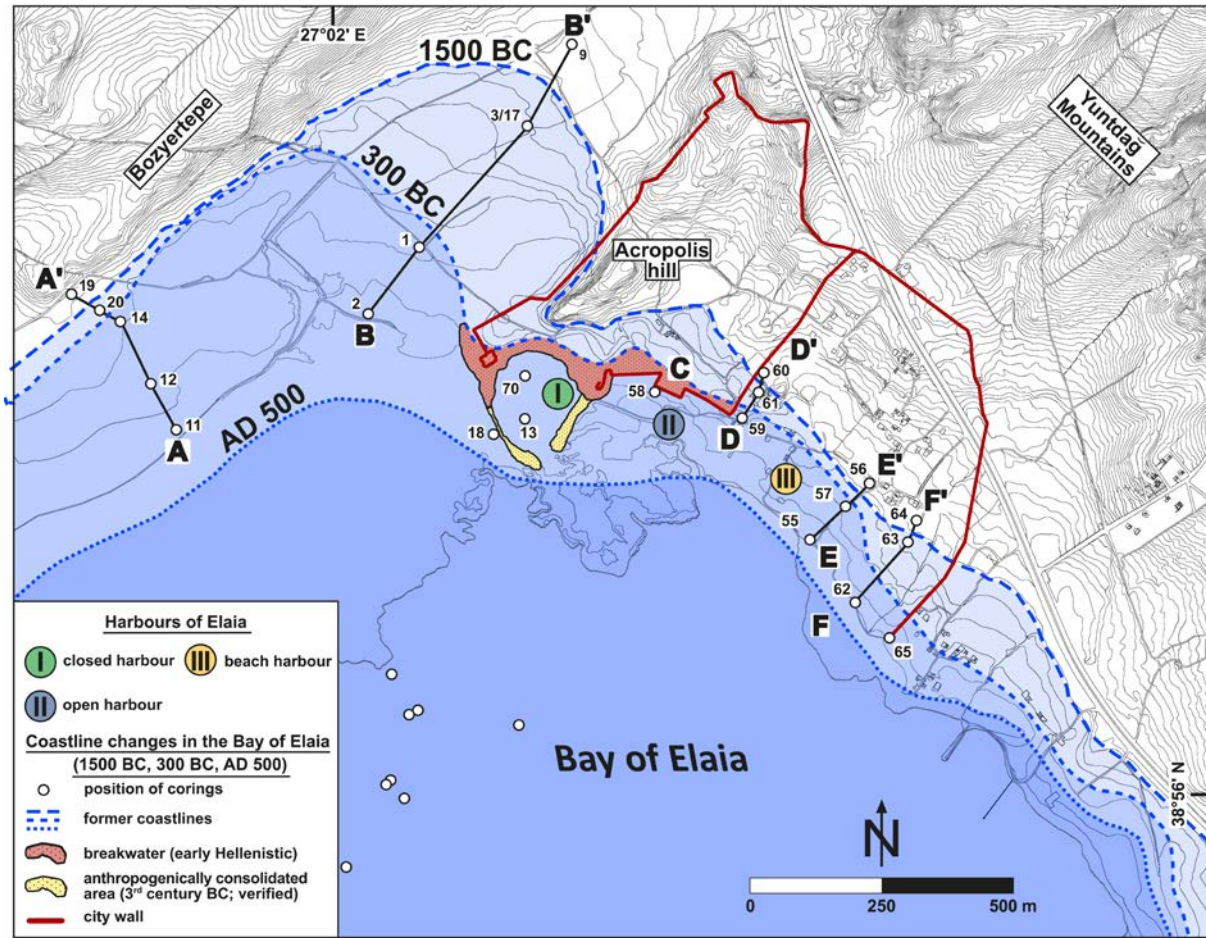 27°02' E
B'
9
1500 BC
Bozyertepe
3/17
Yuntdag
Mountains
300 BC
1
Acropolis
hill
A'
19
20
14
2
B
D'
60
C
61
70
I
58
12
II
D
59
11
A
AD 500
18
13
III
56
E'
57
F'
64
55
63
E
62
F
65
Harbours of Elaia
I closed harbour
III beach harbour
II open harbour
Coastline changes in the Bay of Elaia
(1500 BC, 300 BC, AD 500)
position of corings
former coastlines
breakwater (early Hellenistic)
anthropogenically consolidated
area (3rd century BC; verified)
city wall
Bay of Elaia
38°56' N
N
0 250 500 m